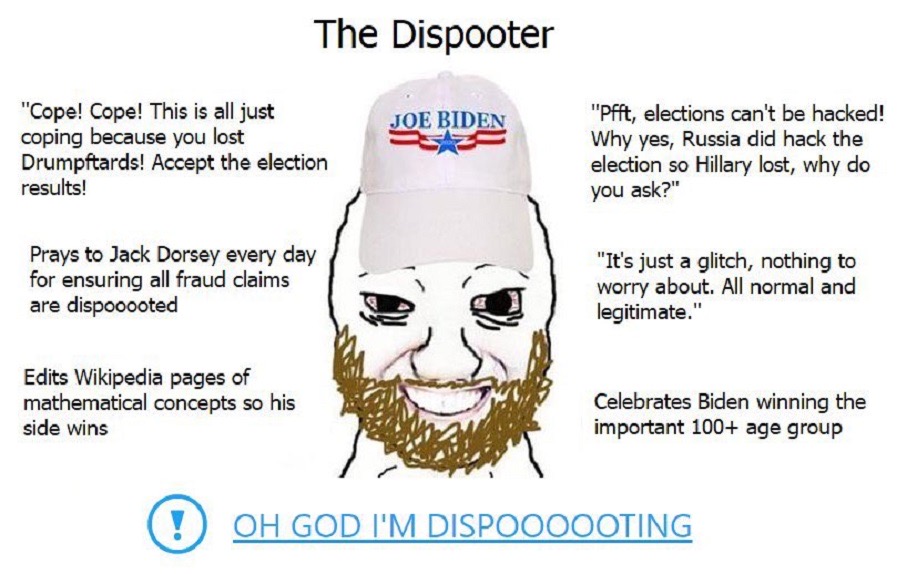 The Dispooter
"Cope! Cope! This is all just
coping because you lost
Drumpftards! Accept the election
results!
Prays to Jack Dorsey every day
for ensuring all fraud claims
are dispooooted
Edits Wikipedia pages of
mathematical concepts so his
side wins
JOE BIDEN
"Pfft, elections can't be hacked!
Why yes, Russia did hack the
election so Hillary lost, why do
you ask?"
"It's just a glitch, nothing to
worry about. All normal and
legitimate."
Celebrates Biden winning the
important 100+ age group
! OH GOD I'M DISPOOOOOTING